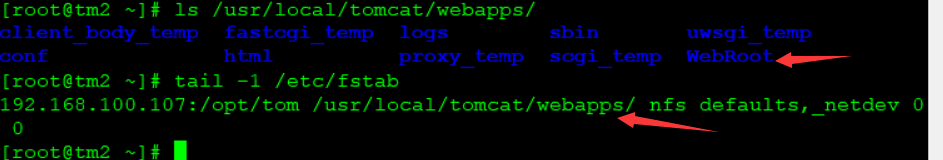 [root@tm2 ~]# ls /usr/local/tomcat/webapps/
client_body_temp fastcgi_temp logs sbin uwsgi_temp
conf html proxy_temp scgi_temp WebRoot
[root@tm2 ~]# tail -1 /etc/fstab
192.168.100.107:/opt/tom /usr/local/tomcat/webapps/ nfs defaults,_netdev 0
0
[root@tm2 ~]#